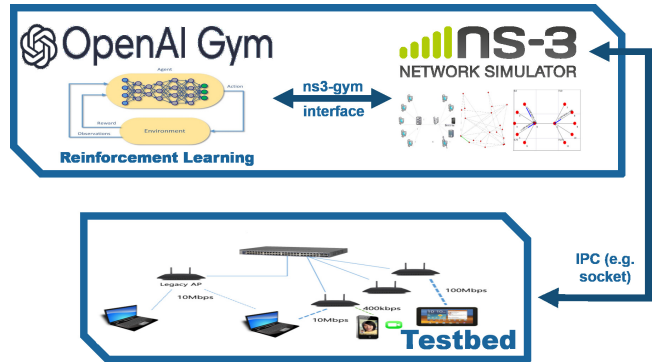 OpenAI Gym
ns-3
NETWORK SIMULATOR
Agent
Action
ns3-gym
interface
Reward
Observations
Environment
Reinforcement Learning
IPC (e.g.
socket)
Legacy AP
10Mbps
100Mbps
400kbps
10Mbps
Testbed